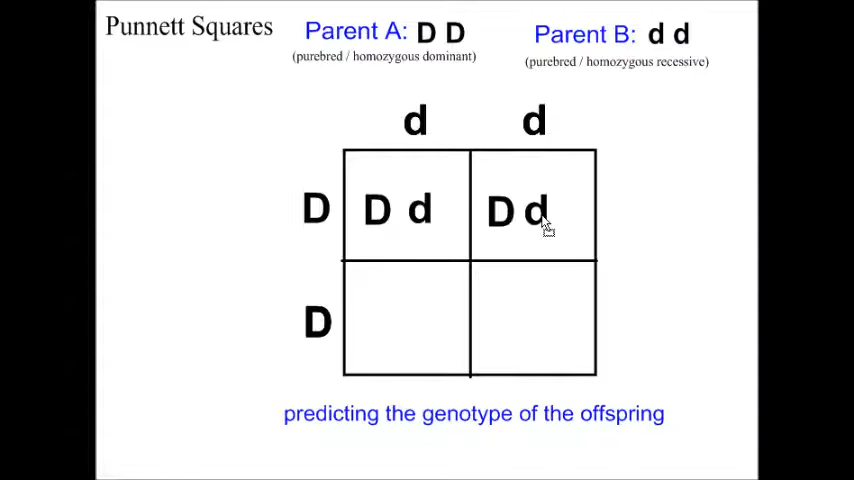 Punnett Squares
Parent A: D D
(purebred / homozygous dominant)
Parent B: d d
(purebred / homozygous recessive)
d d
D D d D d
D
predicting the genotype of the offspring